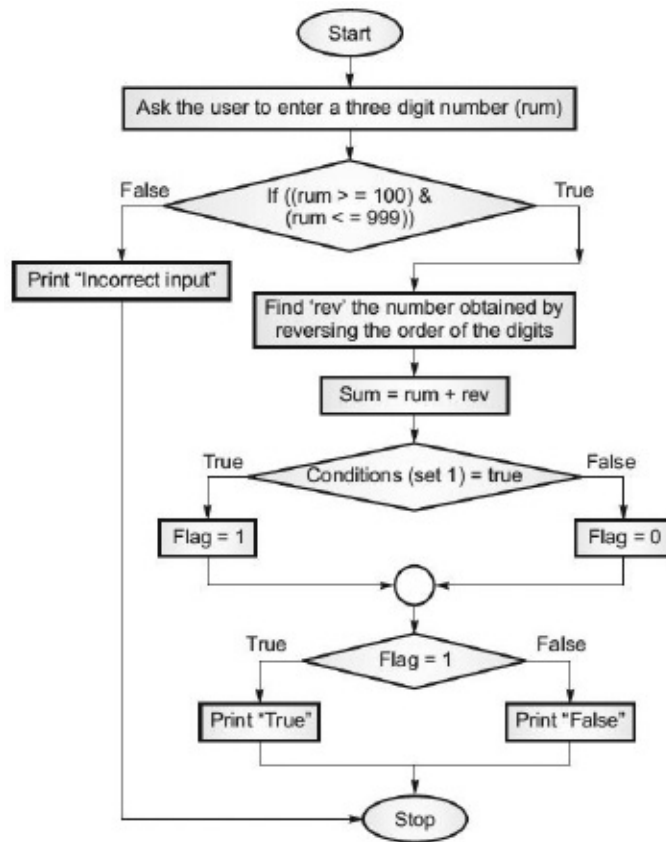 Start
Ask the user to enter a three digit number (rum)
False
If ((rum > = 100) &
(rum < = 999))
True
Print “Incorrect input”
Find ‘rev’ the number obtained by
reversing the order of the digits
Sum = rum + rev
True
Conditions (set 1) = true
False
Flag = 1
Flag = 0
True
Flag = 1
False
Print “True”
Print “False”
Stop